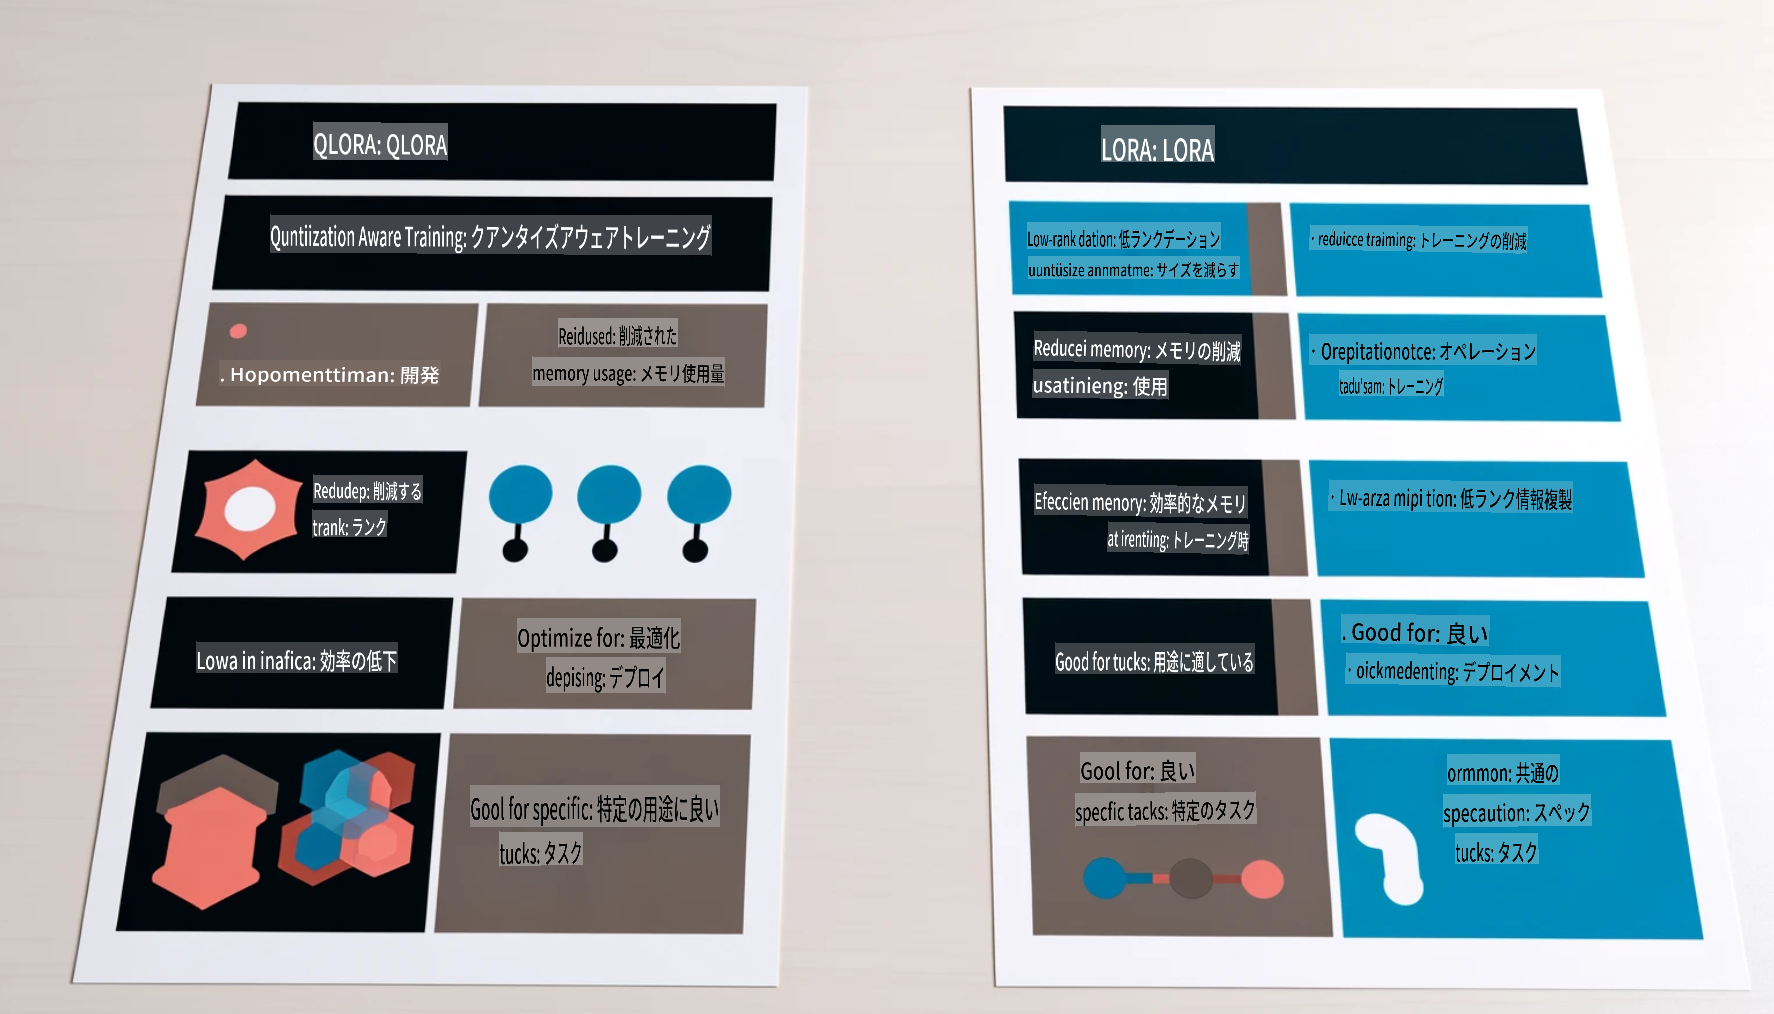 QLORA: QLORA
Quntiization Aware Training: クアンタイズアウェアトレーニング
. Hopomenttiman: 開発
Reidused: 削減された
memory usage: メモリ使用量
Redudep: 削減する
trank: ランク
Lowa in inafica: 効率の低下
Optimize for: 最適化
depising: デプロイ
Gool for specific: 特定の用途に良い
tucks: タスク
LORA: LORA
Low-rank dation: 低ランクデーション
uuntüsize annmatme: サイズを減らす
· reduicce traiming: トレーニングの削減
Reducei memory: メモリの削減
usatinieng: 使用
· Orepitationotce: オペレーション
tadu'sam: トレーニング
Efeccien menory: 効率的なメモリ
at irentiing: トレーニング時
· Lw-arza mipi tion: 低ランク情報複製
Good for tucks: 用途に適している
. Good for: 良い
· oickmedenting: デプロイメント
Gool for: 良い
specfic tacks: 特定のタスク
ormmon: 共通の
specaution: スペック
tucks: タスク